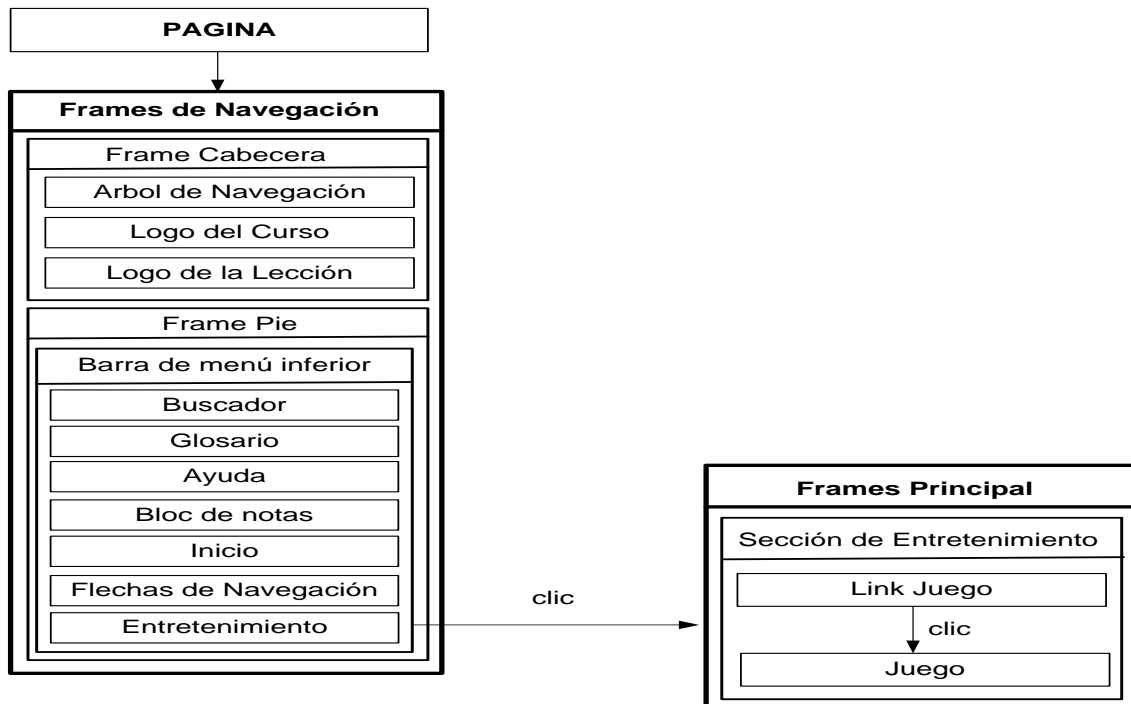 PAGINA
Frames de Navegación
Frame Cabecera
Arbol de Navegación
Logo del Curso
Logo de la Lección
Frame Pie
Barra de menú inferior
Buscador
Glosario
Ayuda
Bloc de notas
Inicio
Flechas de Navegación
Entretenimiento
clic
Frames Principal
Sección de Entretenimiento
Link Juego
clic
Juego